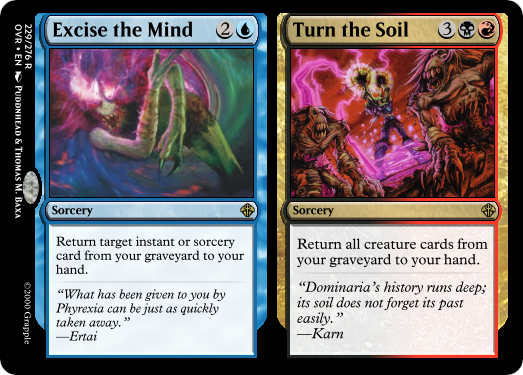 Excise the Mind 2
Sorcery
Return target instant or sorcery
card from your graveyard to your
hand.
“What has been given to you by
Phyrexia can be just as quickly
taken away.”
—Ertai
Turn the Soil 3
Sorcery
Return all creature cards from
your graveyard to your hand.
“Dominaria’s history runs deep;
its soil does not forget its past
easily.”
—Karn
229/276 R
OVR • EN Puddnhead & Thomas M. Baxa
©2000 Grapple